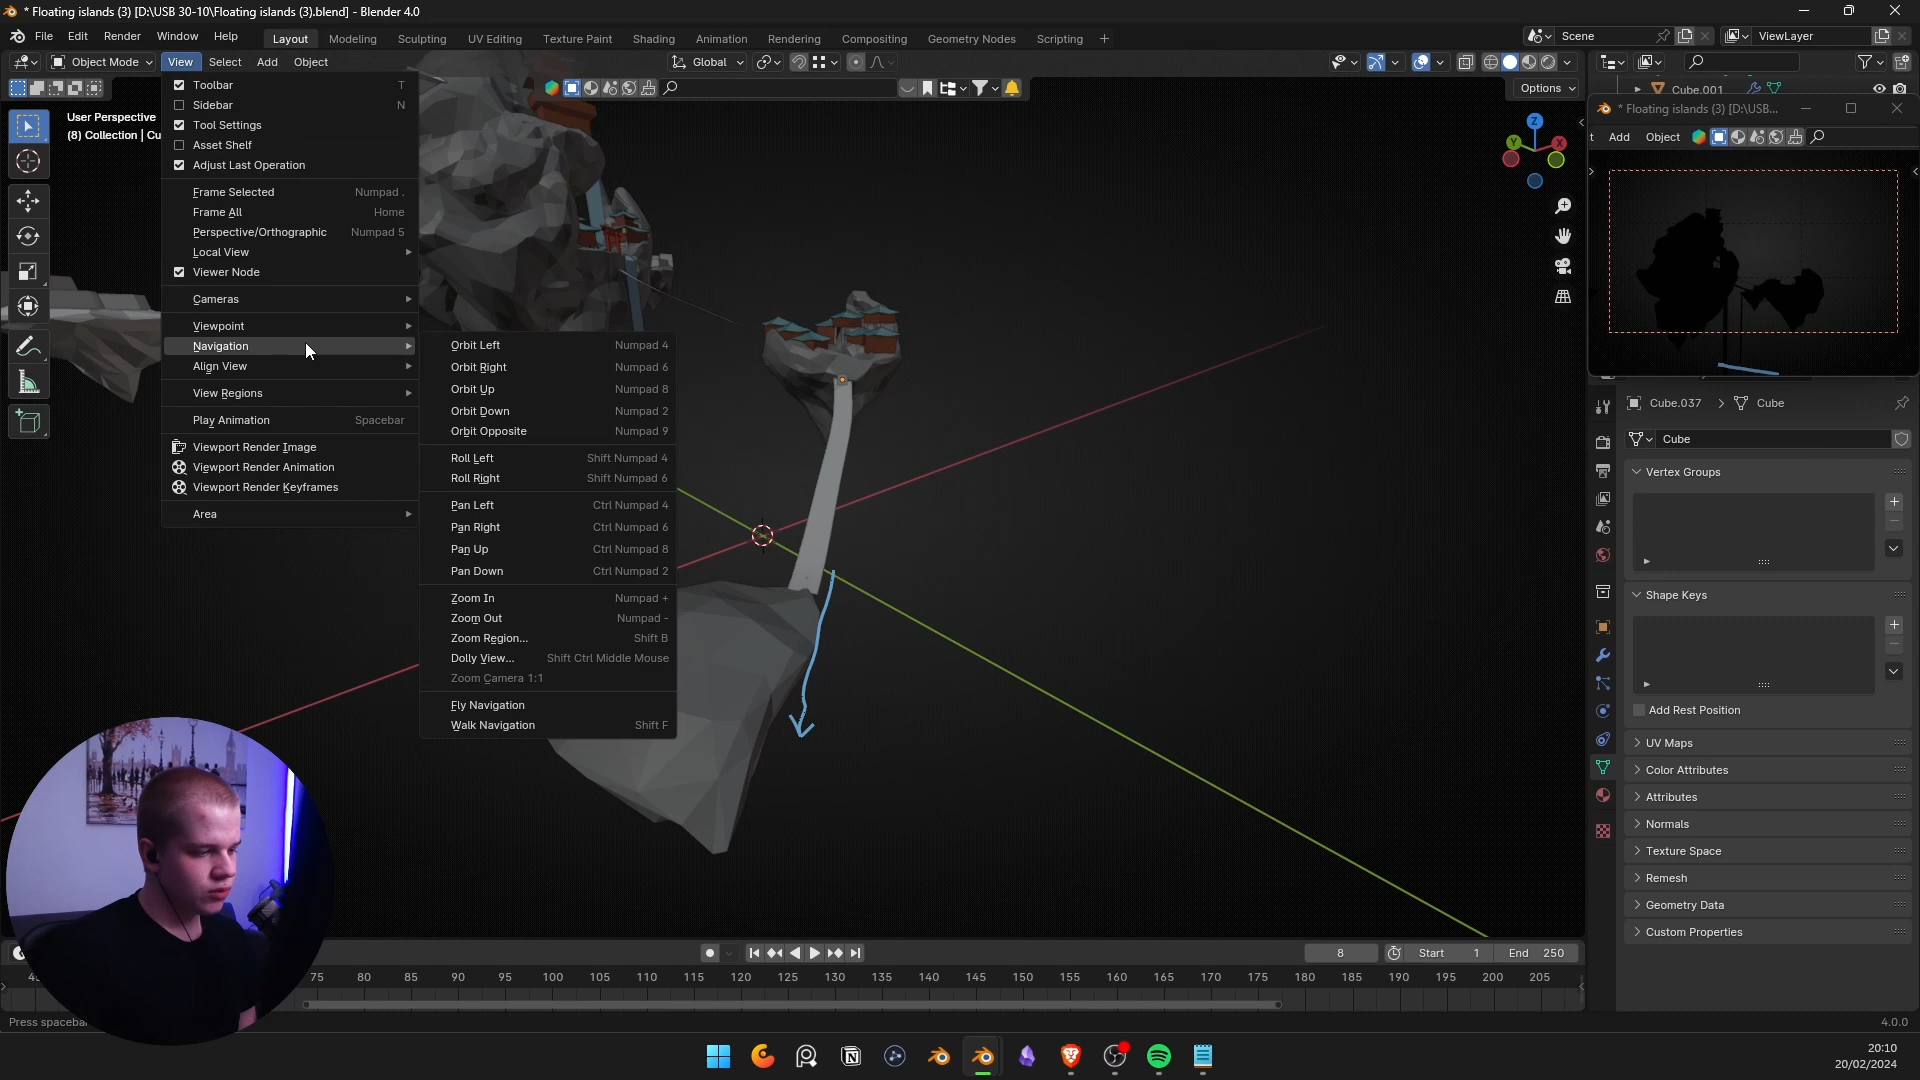 * Floating islands (3) [D:\USB 30-10\Floating islands (3).blend] - Blender 4.0
File Edit Render Window Help
Layout Modeling Sculpting UV Editing Texture Paint Shading Animation Rendering Compositing Geometry Nodes Scripting +
Scene
ViewLayer
Object Mode View Select Add Object
Global
Options
User Perspective
(8) Collection | Cu
Toolbar T
Sidebar N
Tool Settings
Asset Shelf
Adjust Last Operation
Frame Selected Numpad .
Frame All Home
Perspective/Orthographic Numpad 5
Local View
Viewer Node
Cameras
Viewpoint
Navigation
Align View
View Regions
Play Animation Spacebar
Viewport Render Image
Viewport Render Animation
Viewport Render Keyframes
Area
Orbit Left Numpad 4
Orbit Right Numpad 6
Orbit Up Numpad 8
Orbit Down Numpad 2
Orbit Opposite Numpad 9
Roll Left Shift Numpad 4
Roll Right Shift Numpad 6
Pan Left Ctrl Numpad 4
Pan Right Ctrl Numpad 6
Pan Up Ctrl Numpad 8
Pan Down Ctrl Numpad 2
Zoom In Numpad +
Zoom Out Numpad -
Zoom Region... Shift B
Dolly View... Shift Ctrl Middle Mouse
Zoom Camera 1:1
Fly Navigation
Walk Navigation Shift F
Z
Y
X
Cube.001
* Floating islands (3) [D:\USB...
Add Object
Cube.037 > Cube
Cube
Vertex Groups
Shape Keys
Add Rest Position
UV Maps
Color Attributes
Attributes
Normals
Texture Space
Remesh
Geometry Data
Custom Properties
8 Start 1 End 250
75 80 85 90 95 100 105 110 115 120 125 130 135 140 145 150 155 160 165 170 175 180 185 190 195 200 205
Press spaceba
4.0.0
20:10
20/02/2024